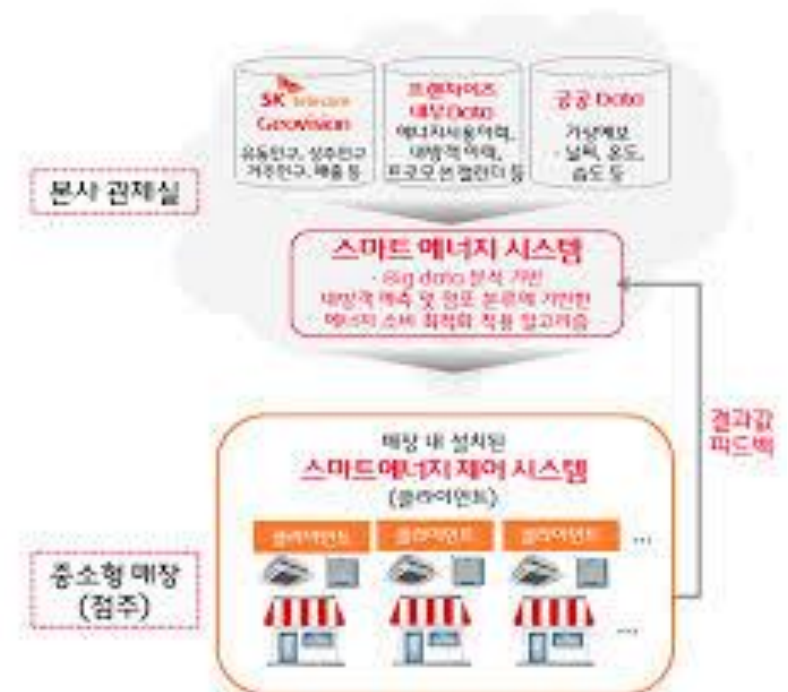 SK telecom
Geovision
유동인구, 상주인구
거주인구, 매출 등
프랜차이즈
내부 Data
에너지사용이력,
내방객 이력,
프로모션 캘린더 등
공공 Data
기상예보
- 날씨, 온도,
습도 등
본사 관제실
스마트 에너지 시스템
- Big data 분석 기반
내방객 예측 및 점포 분류에 기반한
에너지 소비 최적화 적용 알고리즘
결과값
피드백
매장 내 설치된
스마트에너지 제어 시스템
(클라이언트)
클라이언트 클라이언트 클라이언트 ...
중소형 매장
(점주)
...